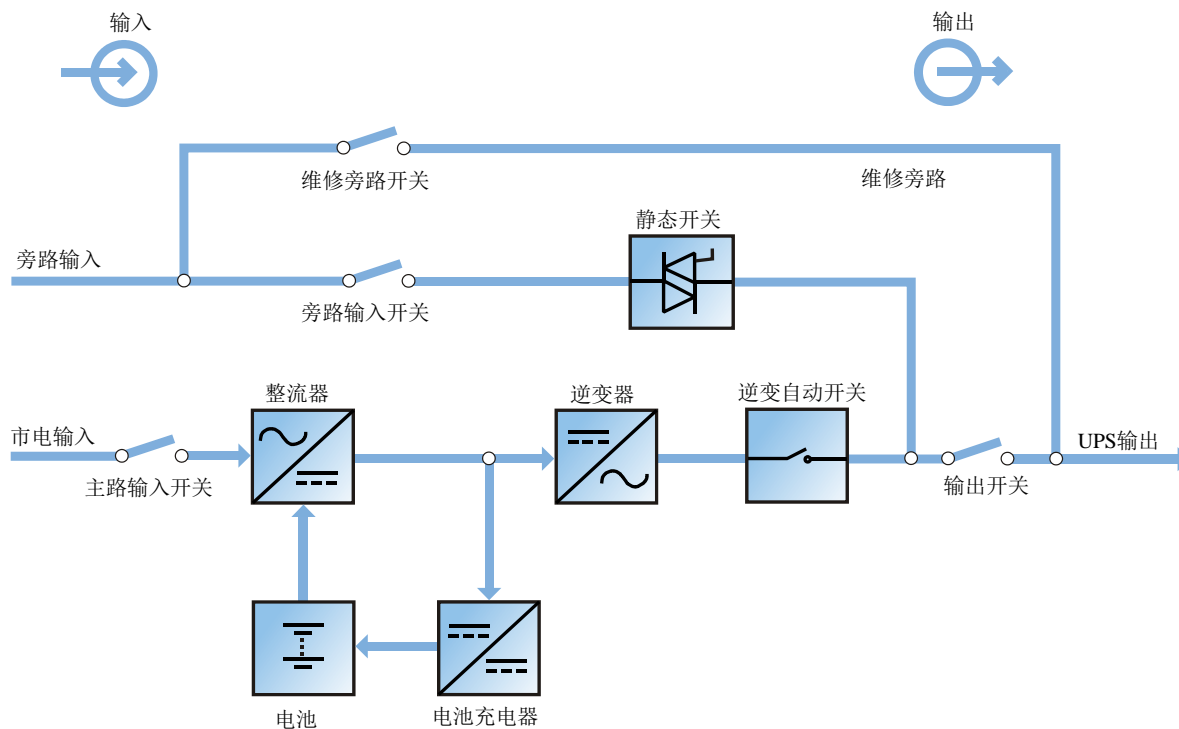 输入
输出
维修旁路开关
维修旁路
静态开关
旁路输入
旁路输入开关
整流器
逆变器
逆变自动开关
市电输入
UPS输出
主路输入开关
输出开关
电池
电池充电器